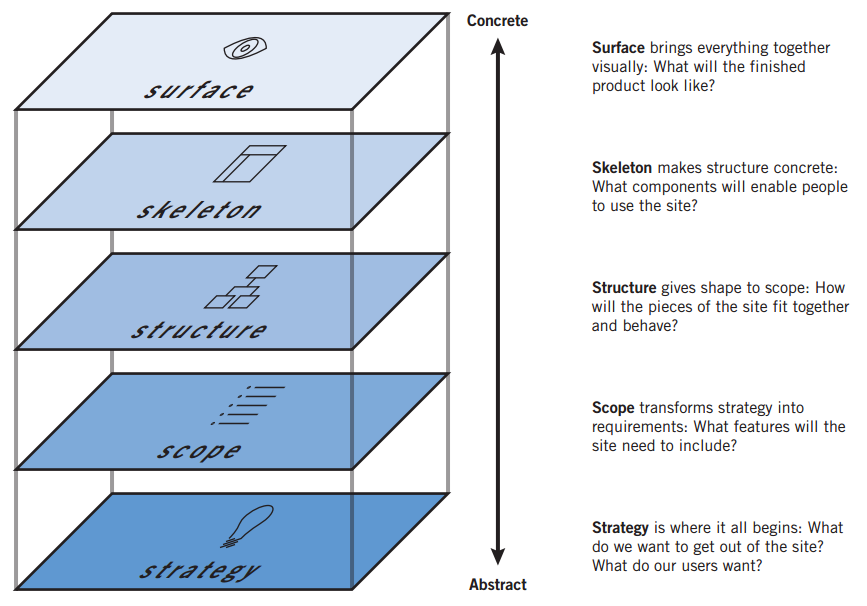 Concrete
surface
Surface brings everything together
visually: What will the finished
product look like?
skeleton
Skeleton makes structure concrete:
What components will enable people
to use the site?
structure
Structure gives shape to scope: How
will the pieces of the site fit together
and behave?
scope
Scope transforms strategy into
requirements: What features will the
site need to include?
strategy
Strategy is where it all begins: What
do we want to get out of the site?
What do our users want?
Abstract